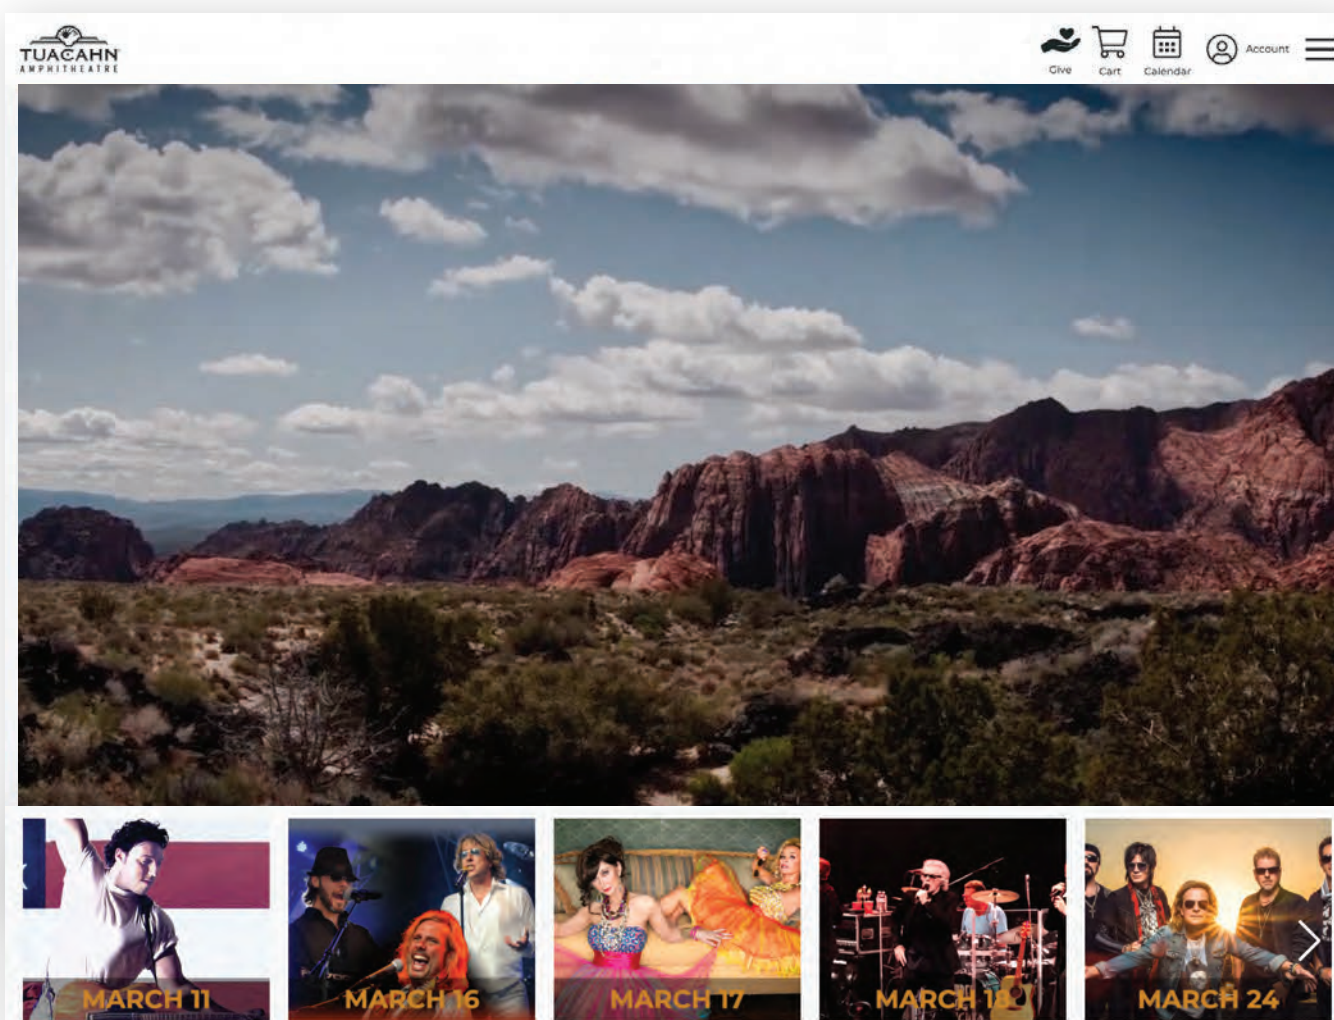 TUACAHN
AMPHITHEATRE
Give
Cart
Calendar
Account
MARCH 11
MARCH 16
MARCH 17
MARCH 18
MARCH 24